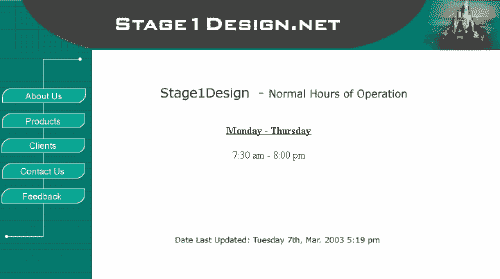 STAGE1DESIGN.NET
About Us
Products
Clients
Contact Us
Feedback
Stage1Design - Normal Hours of Operation
Monday - Thursday
7:30 am - 8:00 pm
Date Last Updated: Tuesday 7th, Mar. 2003 5:19 pm